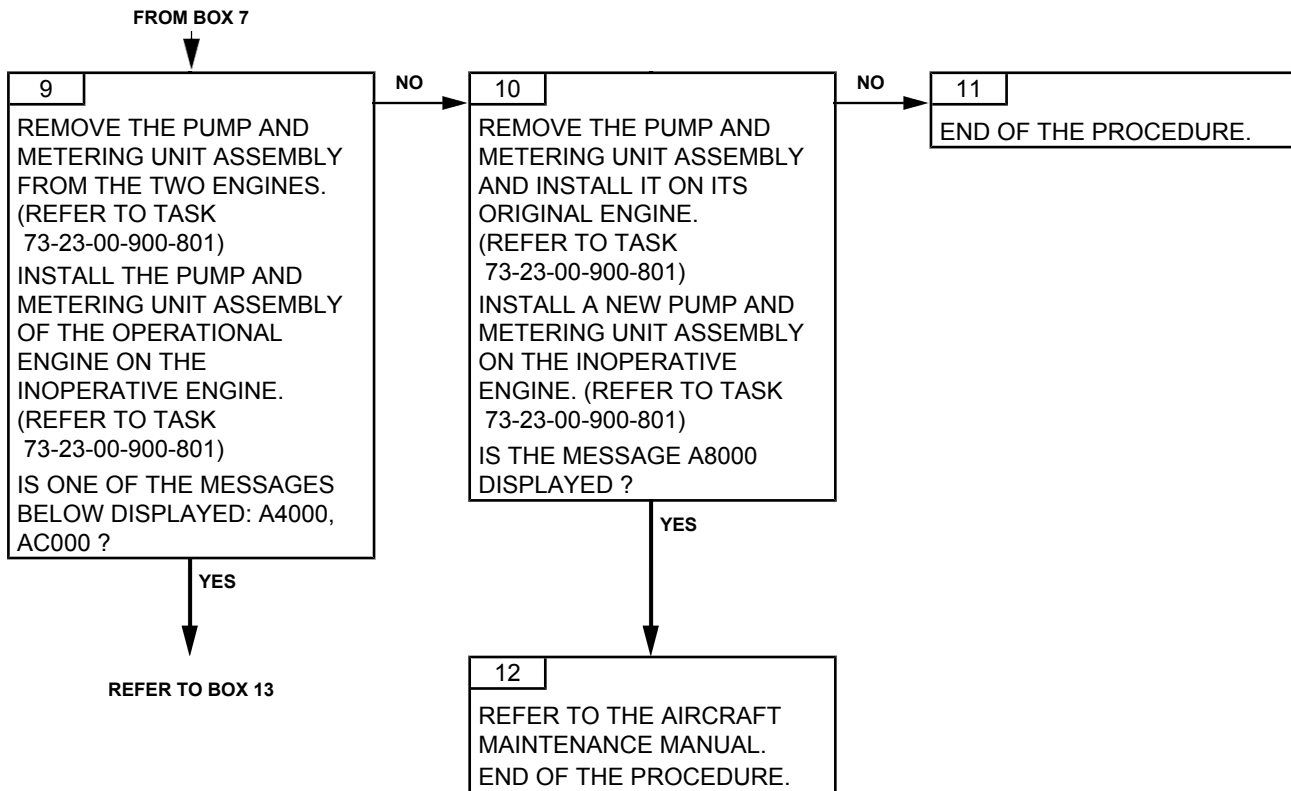 FROM BOX 7
9
REMOVE THE PUMP AND
METERING UNIT ASSEMBLY
FROM THE TWO ENGINES.
(REFER TO TASK
73-23-00-900-801)
INSTALL THE PUMP AND
METERING UNIT ASSEMBLY
OF THE OPERATIONAL
ENGINE ON THE
INOPERATIVE ENGINE.
(REFER TO TASK
73-23-00-900-801)
IS ONE OF THE MESSAGES
BELOW DISPLAYED: A4000,
AC000 ?
YES
REFER TO BOX 13
NO
10
REMOVE THE PUMP AND
METERING UNIT ASSEMBLY
AND INSTALL IT ON ITS
ORIGINAL ENGINE.
(REFER TO TASK
73-23-00-900-801)
INSTALL A NEW PUMP AND
METERING UNIT ASSEMBLY
ON THE INOPERATIVE
ENGINE. (REFER TO TASK
73-23-00-900-801)
IS THE MESSAGE A8000
DISPLAYED ?
YES
12
REFER TO THE AIRCRAFT
MAINTENANCE MANUAL.
END OF THE PROCEDURE.
NO
11
END OF THE PROCEDURE.